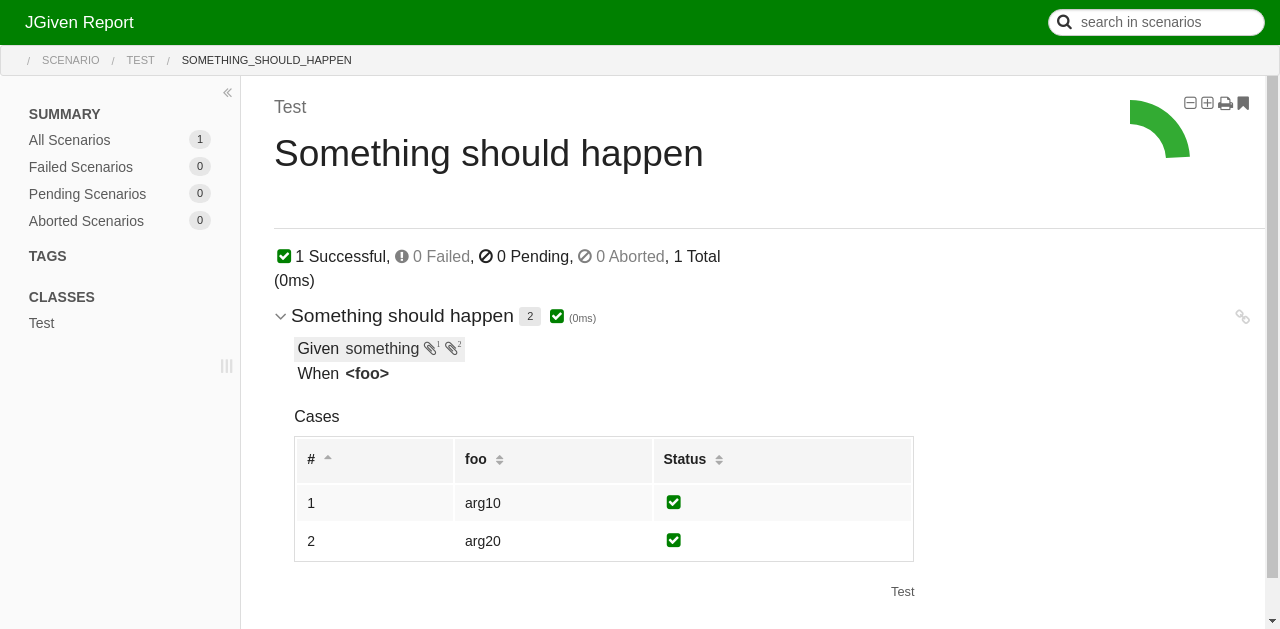 JGiven Report
search in scenarios
/ SCENARIO / TEST / SOMETHING_SHOULD_HAPPEN
SUMMARY
All Scenarios 1
Failed Scenarios 0
Pending Scenarios 0
Aborted Scenarios 0
TAGS
CLASSES
Test
Test
Something should happen
1 Successful, 0 Failed, 0 Pending, 0 Aborted, 1 Total
(0ms)
Something should happen 2 (0ms)
Given something 1 2
When <foo>
Cases
# foo Status
1 arg10
2 arg20
Test